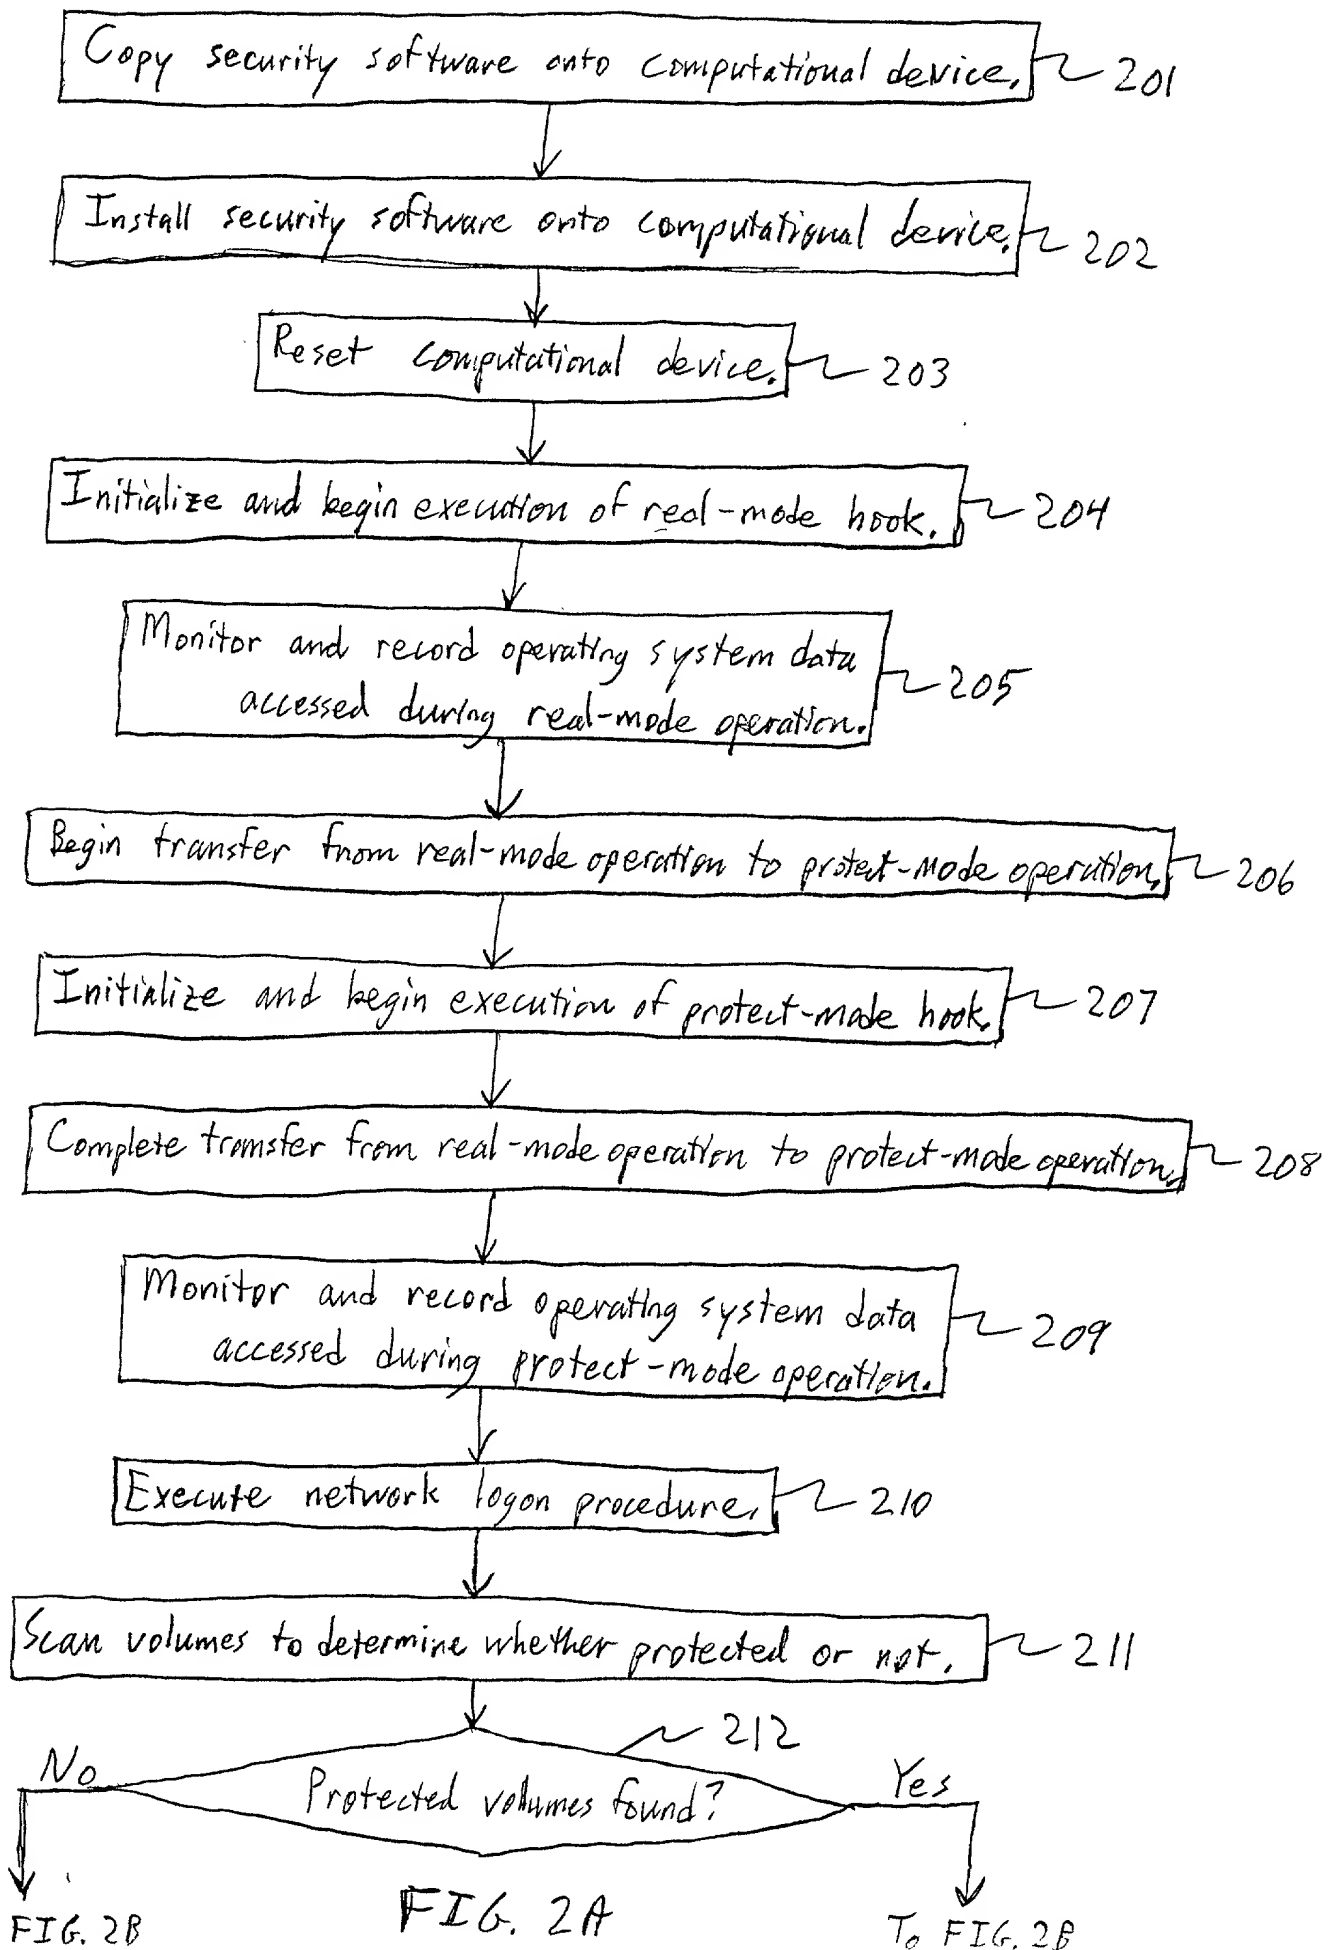 Copy security software onto computational device. 201
Install security software onto computational device. 202
Reset computational device. 203
Initialize and begin execution of real-mode hook. 204
Monitor and record operating system data
accessed during real-mode operation. 205
Begin transfer from real-mode operation to protect-mode operation. 206
Initialize and begin execution of protect-mode hook. 207
Complete transfer from real-mode operation to protect-mode operation. 208
Monitor and record operating system data
accessed during protect-mode operation. 209
Execute network logon procedure. 210
Scan volumes to determine whether protected or not. 211
212
No
Protected volumes found?
Yes
FIG. 2B
FIG. 2A
To FIG. 2B